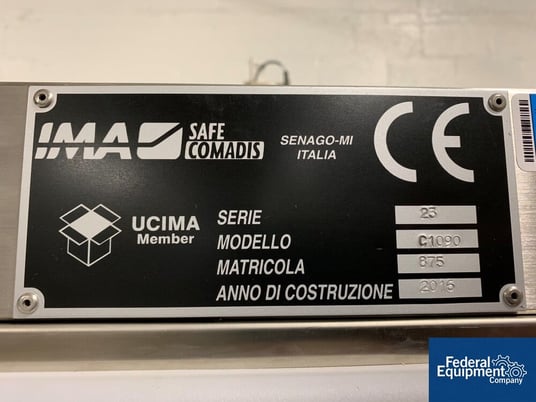 IMA SAFE COMADIS
SENAGO-MI
ITALIA
CE
UCIMA
Member
SERIE 25
MODELLO C1090
MATRICOLA 875
ANNO DI COSTRUZIONE 2015
Federal
Equipment
Company